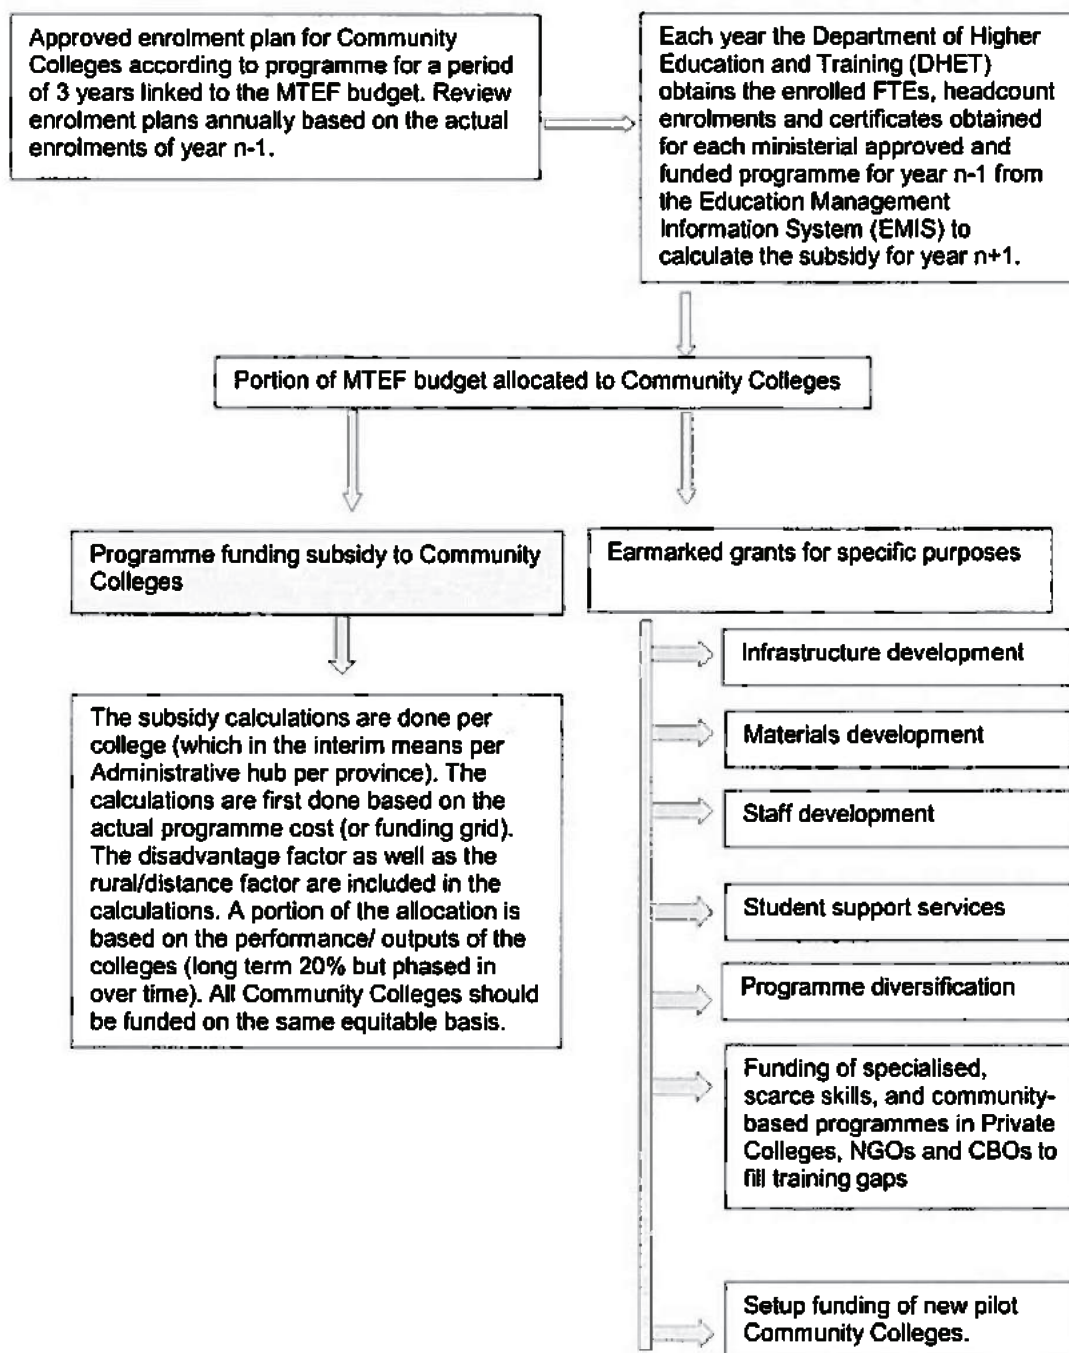 Approved enrolment plan for Community
Colleges according to programme for a period
of 3 years linked to the MTEF budget. Review
enrolment plans annually based on the actual
enrolments of year n-1.
Each year the Department of Higher
Education and Training (DHET)
obtains the enrolled FTEs, headcount
enrolments and certificates obtained
for each ministerial approved and
funded programme for year n-1 from
the Education Management
Information System (EMIS) to
calculate the subsidy for year n+1.
Portion of MTEF budget allocated to Community Colleges
Programme funding subsidy to Community
Colleges
The subsidy calculations are done per
college (which in the interim means per
Administrative hub per province). The
calculations are first done based on the
actual programme cost (or funding grid).
The disadvantage factor as well as the
rural/distance factor are included in the
calculations. A portion of the allocation is
based on the performance/ outputs of the
colleges (long term 20% but phased in
over time). All Community Colleges should
be funded on the same equitable basis.
Earmarked grants for specific purposes
Infrastructure development
Materials development
Staff development
Student support services
Programme diversification
Funding of specialised,
scarce skills, and community-
based programmes in Private
Colleges, NGOs and CBOs to
fill training gaps
Setup funding of new pilot
Community Colleges.